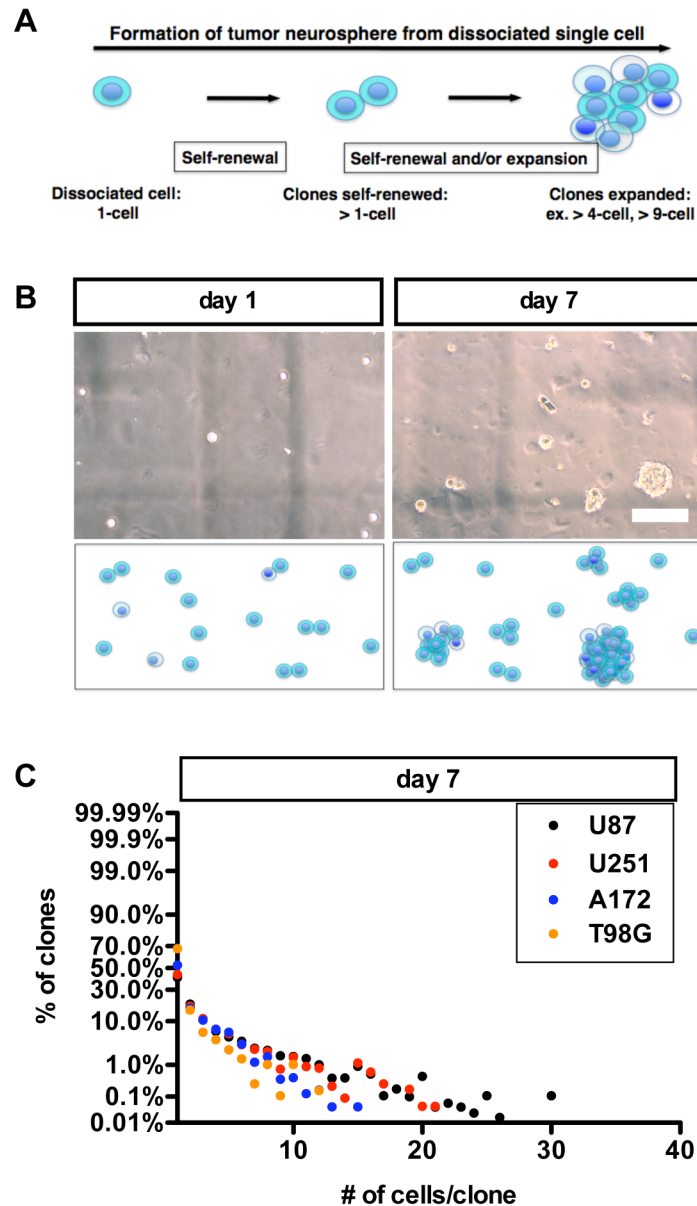 A
Formation of tumor neurosphere from dissociated single cell
Self-renewal
Self-renewal and/or expansion
Dissociated cell:
1-cell
Clones self-renewed:
> 1-cell
Clones expanded:
ex. > 4-cell, > 9-cell
B
day 1
day 7
C
day 7
99.99%
99.9%
99.0%
90.0%
70.0%
50.0%
30.0%
10.0%
1.0%
0.1%
0.01%
% of clones
U87
U251
A172
T98G
10
20
30
40
# of cells/clone